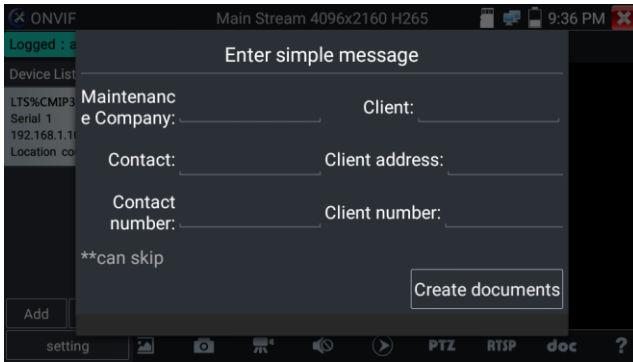 ONVIF Main Stream 4096x2160 H265 9:36 PM
Logged : a
Device List
LTS%CMIP3
Serial 1
192.168.1.1
Location co
Enter simple message
Maintenanc
e Company:
Client:
Contact:
Client address:
Contact
number:
Client number:
**can skip
Create documents
Add
setting PTZ RTSP doc ?